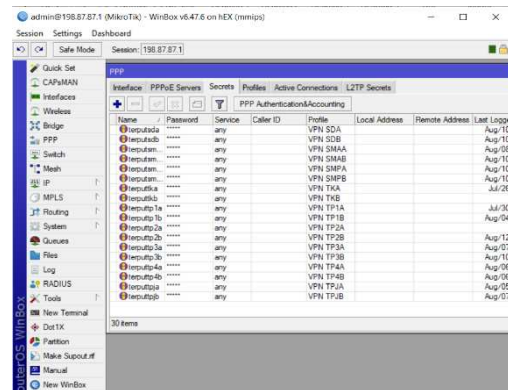 admin@198.87.87.1 (MikroTik) - WinBox v6.47.6 on hEX (mmips)
Session Settings Dashboard
Safe Mode Session: 198.87.87.1
Quick Set
CAPsMAN
Interfaces
Wireless
Bridge
PPP
Switch
Mesh
IP
MPLS
Routing
System
Queues
Files
Log
RADIUS
Tools
New Terminal
Dot1X
Partition
Make Supout.rif
Manual
New WinBox
uterOS WinBox
PPP
Interface PPPoE Servers Secrets Profiles Active Connections L2TP Secrets
PPP Authentication&Accounting
Name Password Service Caller ID Profile Local Address Remote Address Last Logge
terputsda ***** any VPN SDA Aug/10
terputsdb ***** any VPN SDB Aug/10
terputsm... ***** any VPN SMAA Aug/08
terputsm... ***** any VPN SMAB Aug/10
terputsm... ***** any VPN SMPA Aug/10
terputsm... ***** any VPN SMPB Aug/10
terputtka ***** any VPN TKA Jul/26
terputtkb ***** any VPN TKB
terputtp1a ***** any VPN TP1A Jul/30
terputtp1b ***** any VPN TP1B Aug/04
terputtp2a ***** any VPN TP2A
terputtp2b ***** any VPN TP2B Aug/12
terputtp3a ***** any VPN TP3A Aug/07
terputtp3b ***** any VPN TP3B Aug/10
terputtp4a ***** any VPN TP4A Aug/06
terputtp4b ***** any VPN TP4B Aug/06
terputtpja ***** any VPN TPJA Aug/05
terputtpjb ***** any VPN TPJB Aug/07
30 items